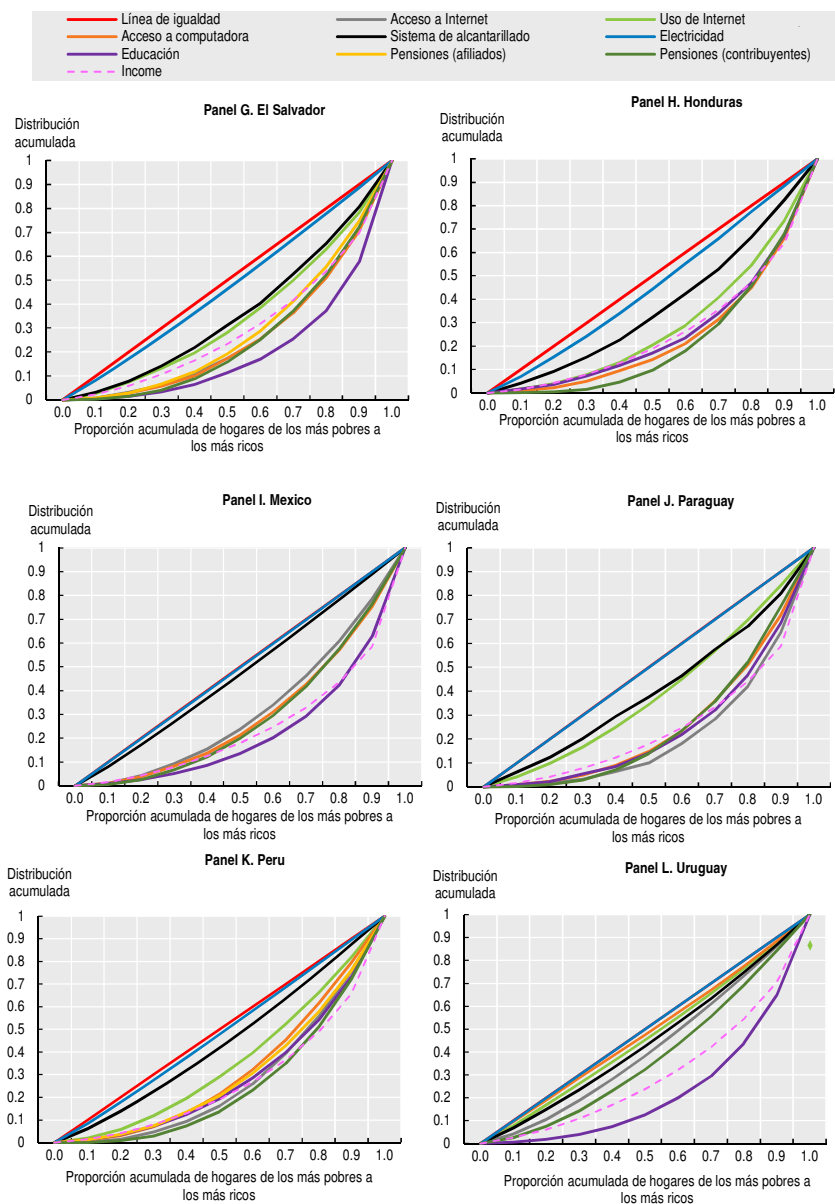 Línea de igualdad
Acceso a Internet
Uso de Internet
Acceso a computadora
Sistema de alcantarillado
Electricidad
Educación
Pensiones (afiliados)
Pensiones (contribuyentes)
Income
Panel G. El Salvador
Distribución
acumulada
1
0.9
0.8
0.7
0.6
0.5
0.4
0.3
0.2
0.1
0
0.0 0.1 0.2 0.3 0.4 0.5 0.6 0.7 0.8 0.9 1.0
Proporción acumulada de hogares de los más pobres a
los más ricos
Panel H. Honduras
Distribución
acumulada
1
0.9
0.8
0.7
0.6
0.5
0.4
0.3
0.2
0.1
0
0.0 0.1 0.2 0.3 0.4 0.5 0.6 0.7 0.8 0.9 1.0
Proporción acumulada de hogares de los más pobres a
los más ricos
Panel I. Mexico
Distribución
acumulada
1
0.9
0.8
0.7
0.6
0.5
0.4
0.3
0.2
0.1
0
0.0 0.1 0.2 0.3 0.4 0.5 0.6 0.7 0.8 0.9 1.0
Proporción acumulada de hogares de los más pobres a
los más ricos
Panel J. Paraguay
Distribución
acumulada
1
0.9
0.8
0.7
0.6
0.5
0.4
0.3
0.2
0.1
0
0.0 0.1 0.2 0.3 0.4 0.5 0.6 0.7 0.8 0.9 1.0
Proporción acumulada de hogares de los más pobres a
los más ricos
Panel K. Peru
Distribución
acumulada
1
0.9
0.8
0.7
0.6
0.5
0.4
0.3
0.2
0.1
0
0.0 0.1 0.2 0.3 0.4 0.5 0.6 0.7 0.8 0.9 1.0
Proporción acumulada de hogares de los más pobres a
los más ricos
Panel L. Uruguay
Distribución
acumulada
1
0.9
0.8
0.7
0.6
0.5
0.4
0.3
0.2
0.1
0
0.0 0.1 0.2 0.3 0.4 0.5 0.6 0.7 0.8 0.9 1.0
Proporción acumulada de hogares de los más pobres a
los más ricos